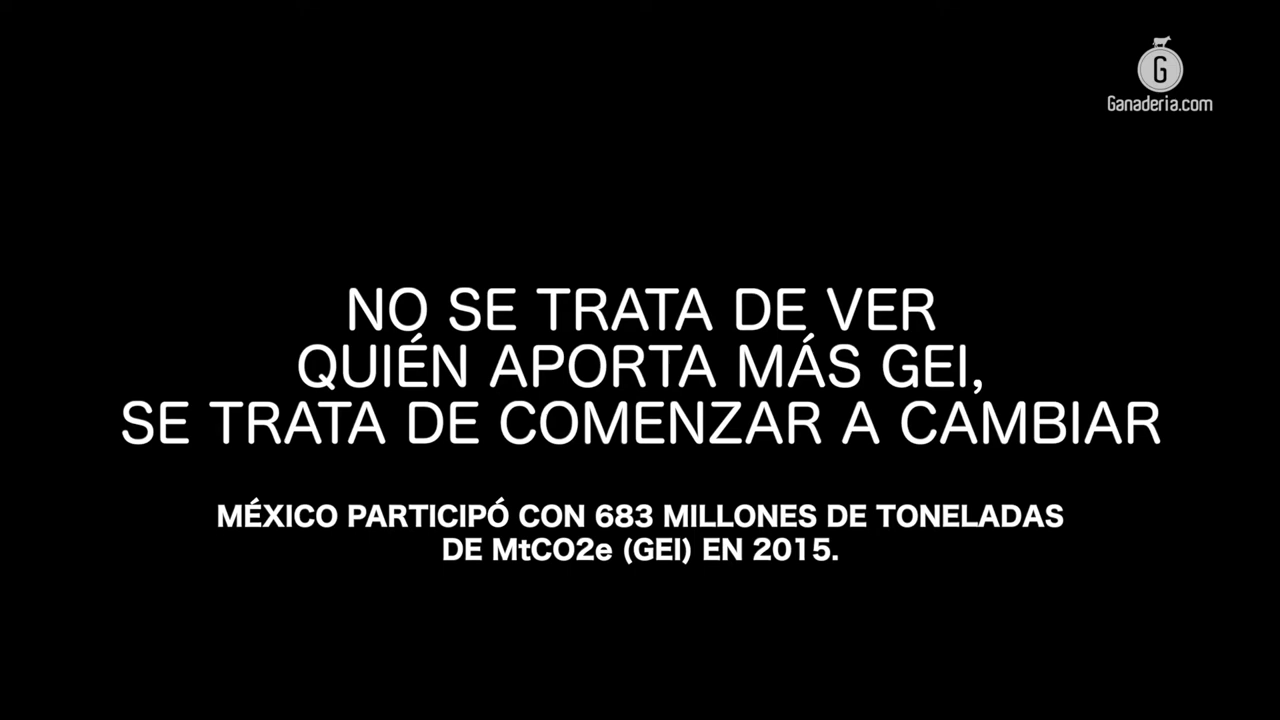 G
Ganaderia.com
NO SE TRATA DE VER
QUIÉN APORTA MÁS GEI,
SE TRATA DE COMENZAR A CAMBIAR
MÉXICO PARTICIPÓ CON 683 MILLONES DE TONELADAS
DE MtCO2e (GEI) EN 2015.